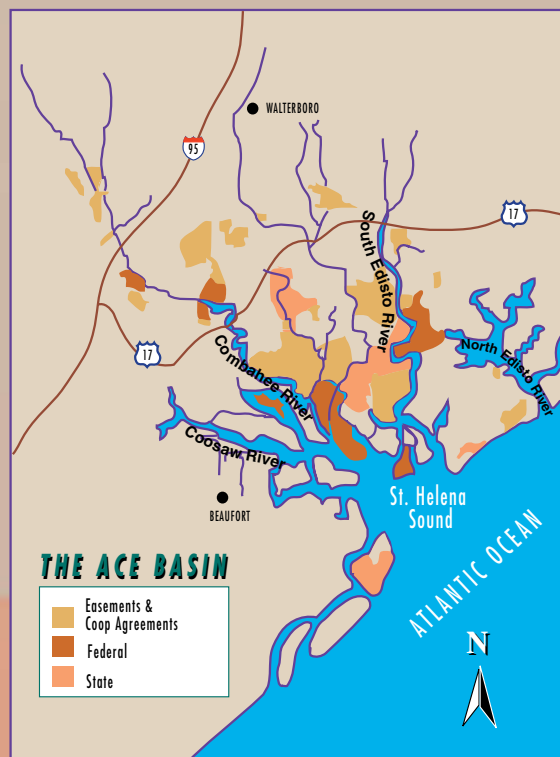 WALTERBORO
95
17
South Edisto River
North Edisto River
17
Combahee River
Coosaw River
BEAUFORT
St. Helena
Sound
ATLANTIC OCEAN
THE ACE BASIN
Easements &
Coop Agreements
Federal
State
N